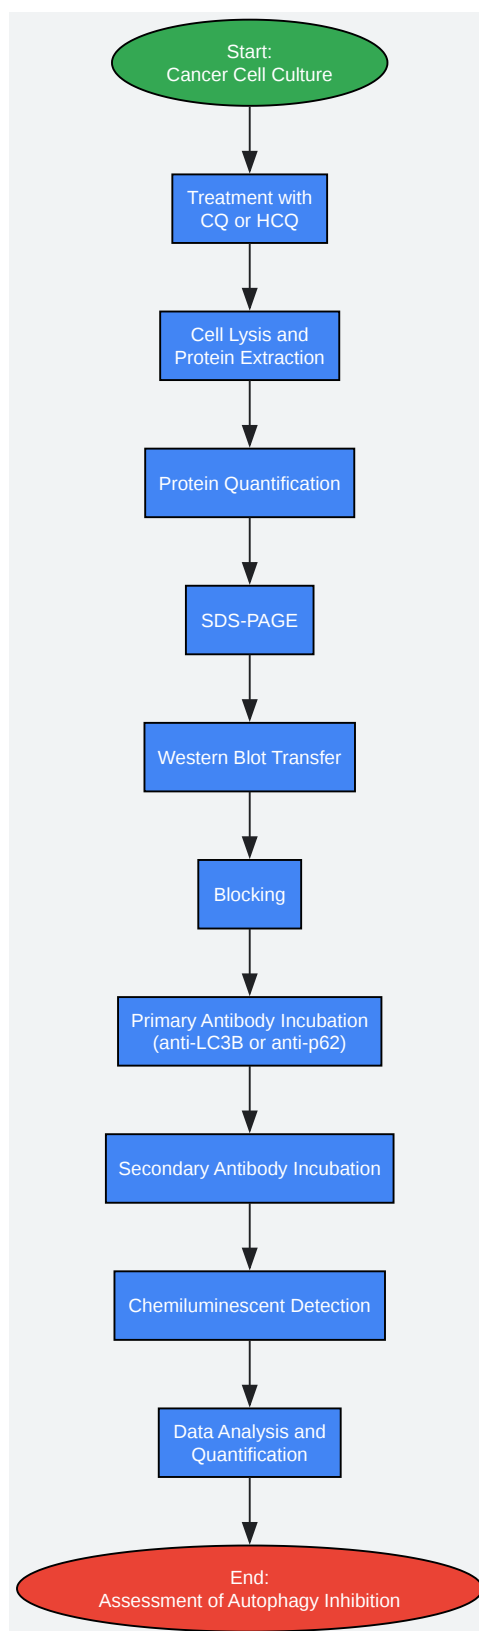 Start:
Cancer Cell Culture
Treatment with
CQ or HCQ
Cell Lysis and
Protein Extraction
Protein Quantification
SDS-PAGE
Western Blot Transfer
Blocking
Primary Antibody Incubation
(anti-LC3B or anti-p62)
Secondary Antibody Incubation
Chemiluminescent Detection
Data Analysis and
Quantification
End:
Assessment of Autophagy Inhibition